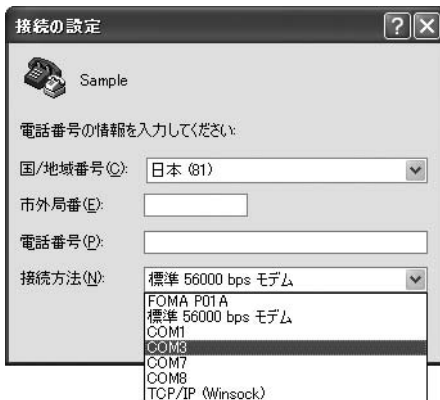 接続の設定
Sample
電話番号の情報を入力してください:
国/地域番号(C): 日本 (81)
市外局番(E):
電話番号(P):
接続方法(N): 標準 56000 bps モデム
FOMA P01A
標準 56000 bps モデム
COM1
COM3
COM7
COM8
TCP/IP (Winsock)